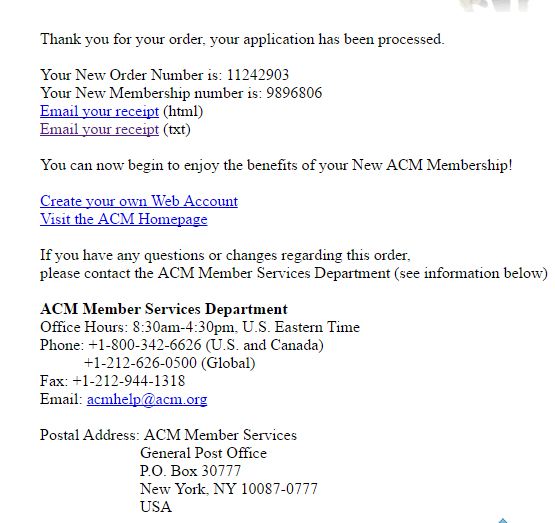 Thank you for your order, your application has been processed.
Your New Order Number is: 11242903
Your New Membership number is: 9896806
Email your receipt (html)
Email your receipt (txt)
You can now begin to enjoy the benefits of your New ACM Membership!
Create your own Web Account
Visit the ACM Homepage
If you have any questions or changes regarding this order,
please contact the ACM Member Services Department (see information below)
ACM Member Services Department
Office Hours: 8:30am-4:30pm, U.S. Eastern Time
Phone: +1-800-342-6626 (U.S. and Canada)
+1-212-626-0500 (Global)
Fax: +1-212-944-1318
Email: acmhelp@acm.org
Postal Address: ACM Member Services
General Post Office
P.O. Box 30777
New York, NY 10087-0777
USA